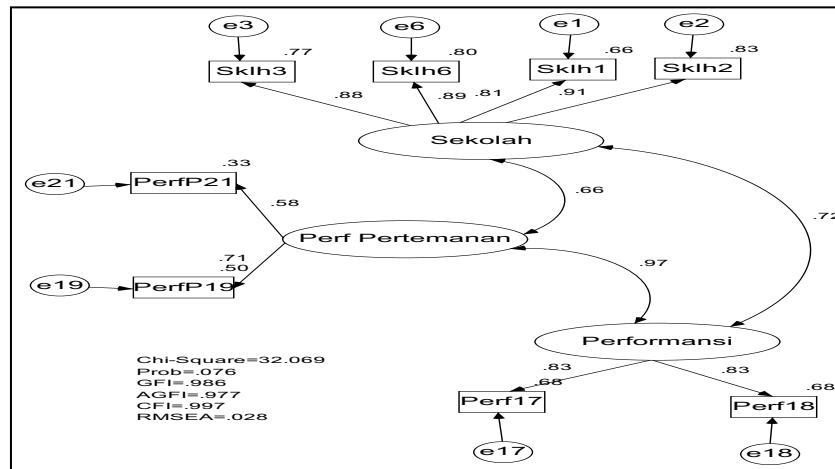 e3 e6 e1 e2
.77 .80 .66 .83
Sklh3 Sklh6 Sklh1 Sklh2
.88 .89 .81 .91
Sekolah
.33
e21 PerfP21
.58 .66 .72
Perf Pertemanan
.71
.50
e19 PerfP19
.97
Performansi
Chi-Square=32.069
Prob=.076
GFI=.986
AGFI=.977
CFI=.997
RMSEA=.028
.83 .83
.68 .68
Perf17 Perf18
e17 e18